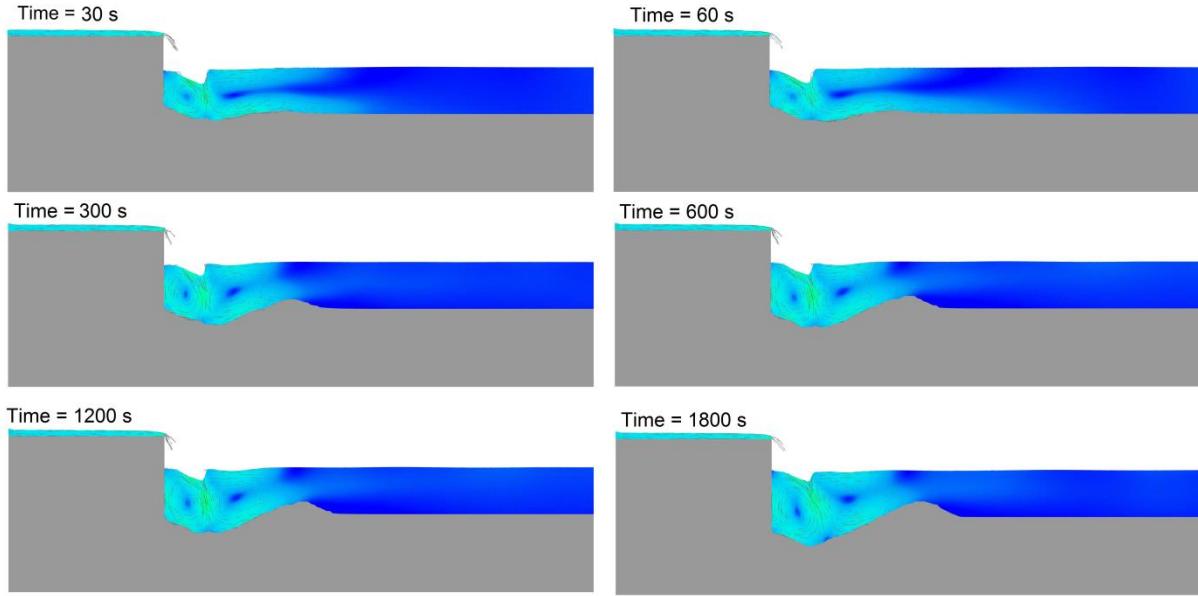 Time = 30 s
Time = 60 s
Time = 300 s
Time = 600 s
Time = 1200 s
Time = 1800 s